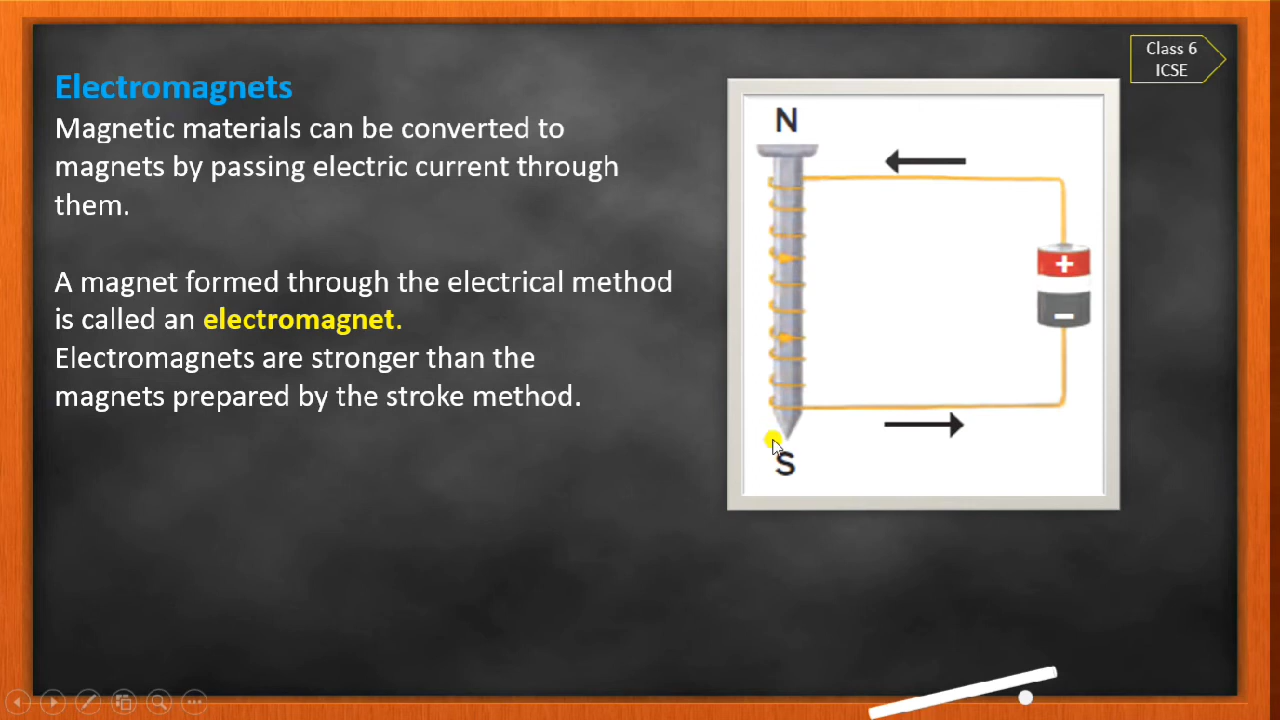 Class 6
ICSE
Electromagnets
Magnetic materials can be converted to
magnets by passing electric current through
them.
A magnet formed through the electrical method
is called an electromagnet.
Electromagnets are stronger than the
magnets prepared by the stroke method.
N
+
−
S